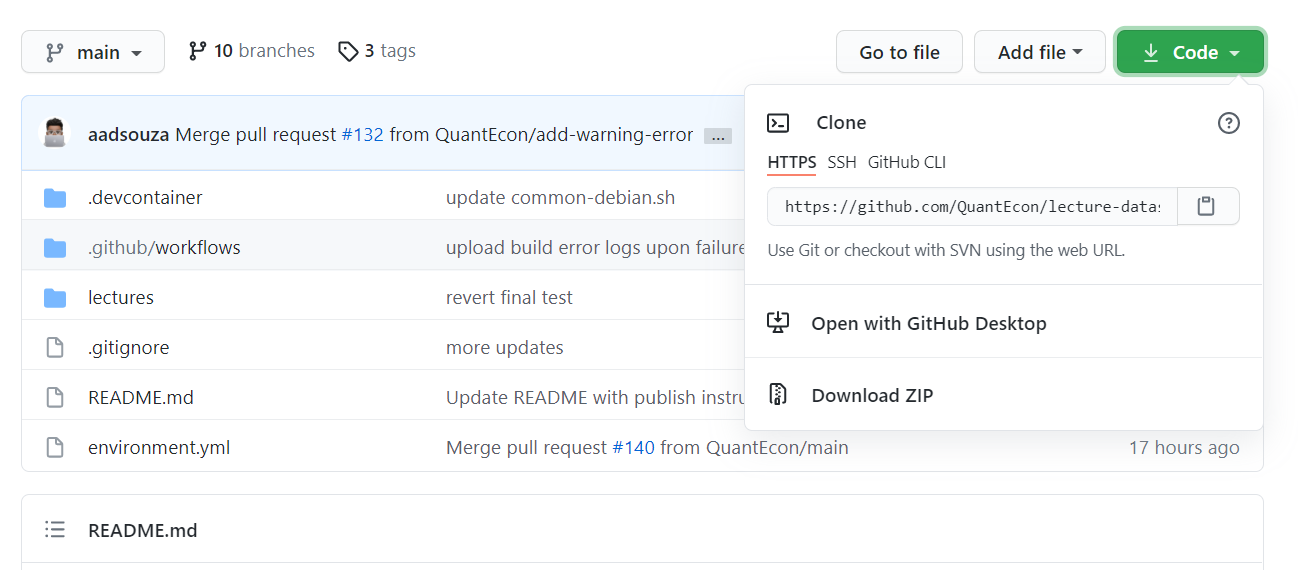 main
10 branches
3 tags
Go to file
Add file
Code
aadsouza Merge pull request #132 from QuantEcon/add-warning-error ...
Clone
HTTPS SSH GitHub CLI
https://github.com/QuantEcon/lecture-data
Use Git or checkout with SVN using the web URL.
Open with GitHub Desktop
Download ZIP
.devcontainer update common-debian.sh
.github/workflows upload build error logs upon failure
lectures revert final test
.gitignore more updates
README.md Update README with publish instru
environment.yml Merge pull request #140 from QuantEcon/main 17 hours ago
README.md